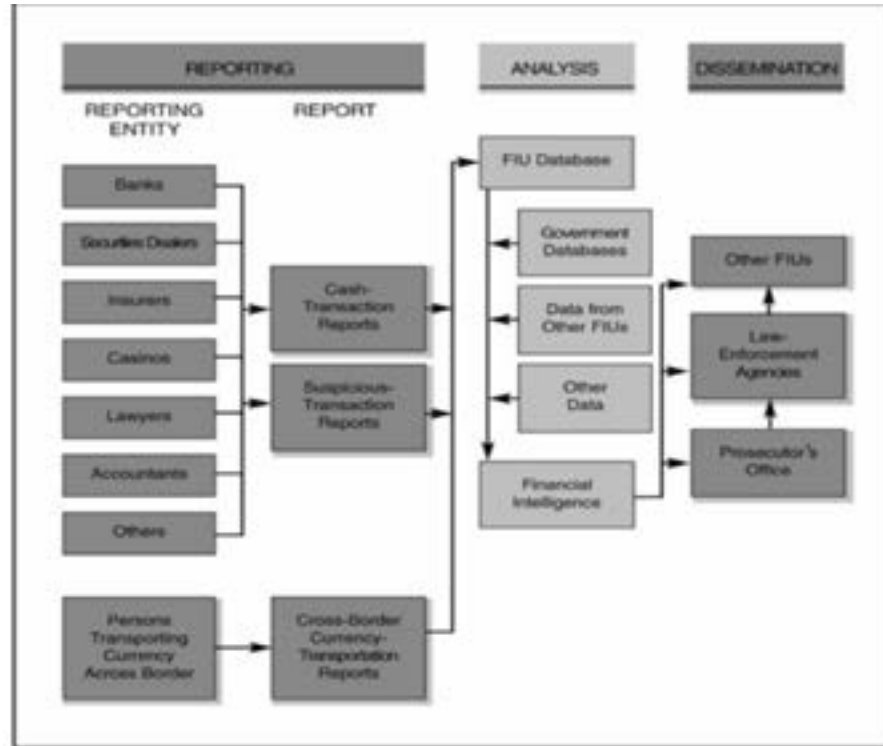 REPORTING
ANALYSIS
DISSEMINATION
REPORTING
ENTITY
REPORT
Banks
Securities Dealers
Insurers
Casinos
Lawyers
Accountants
Others
Persons
Transporting
Currency
Across Border
Cash-
Transaction
Reports
Suspicious-
Transaction
Reports
Cross-Border
Currency-
Transportation
Reports
FIU Database
Government
Databases
Data from
Other FIUs
Other
Data
Financial
Intelligence
Other FIUs
Law-
Enforcement
Agencies
Prosecutor's
Office